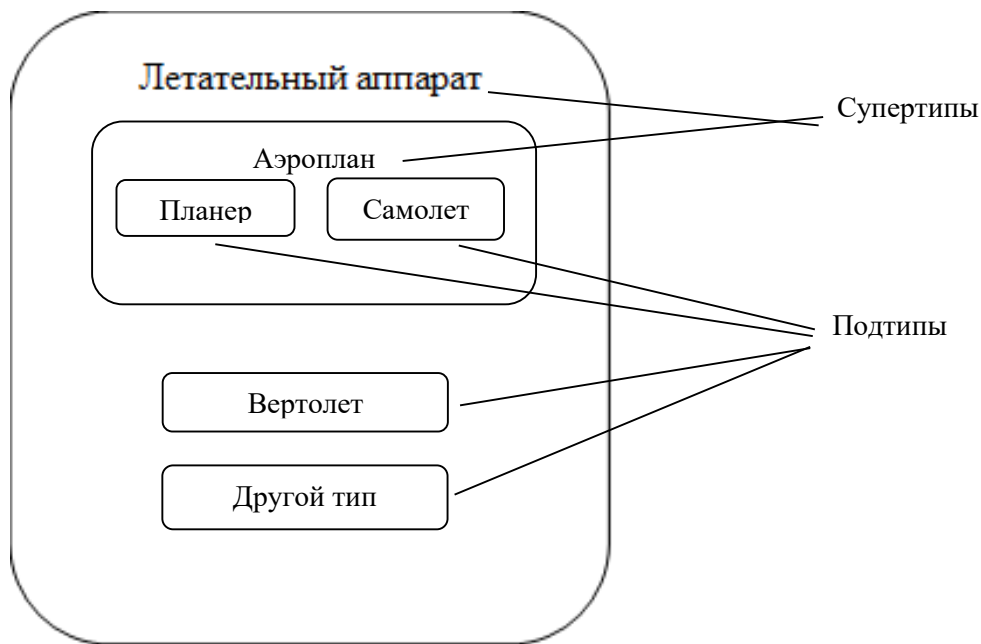 Летательный аппарат
Супертипы
Аэроплан
Планер
Самолет
Подтипы
Вертолет
Другой тип